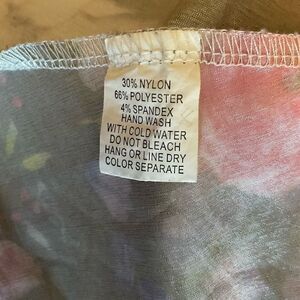 30% NYLON
66% POLYESTER
4% SPANDEX
HAND WASH
WITH COLD WATER
DO NOT BLEACH
HANG OR LINE DRY
COLOR SEPARATE